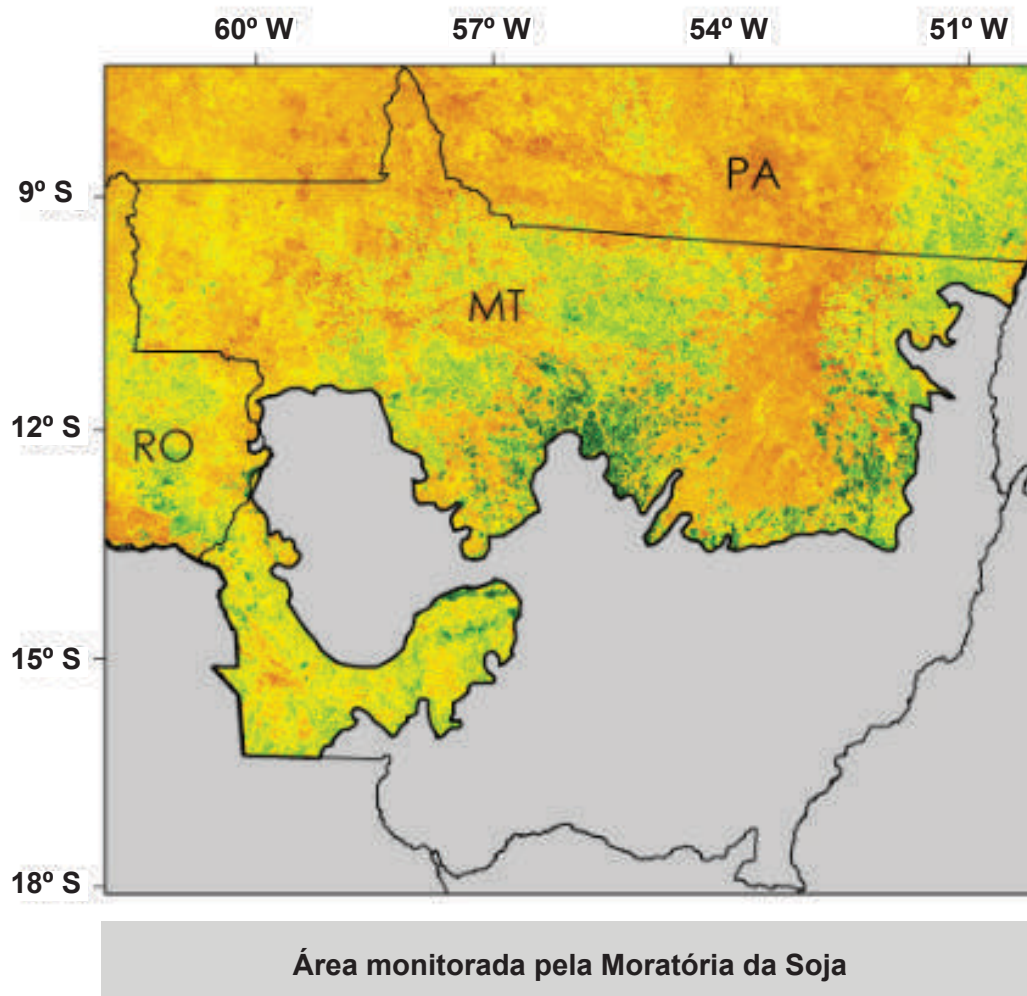 60º W 57º W 54º W 51º W
PA
9º S
MT
12º S
RO
15º S
18º S
Área monitorada pela Moratória da Soja